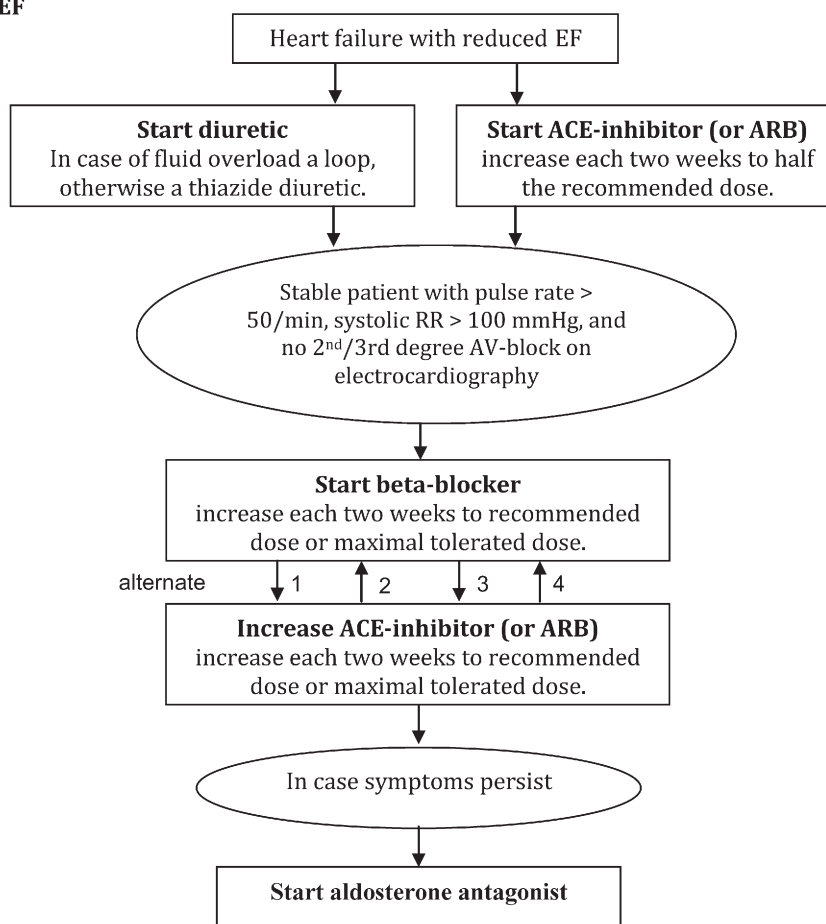 EF
Heart failure with reduced EF
Start diuretic
In case of fluid overload a loop,
otherwise a thiazide diuretic.
Start ACE-inhibitor (or ARB)
increase each two weeks to half
the recommended dose.
Stable patient with pulse rate >
50/min, systolic RR > 100 mmHg, and
no 2nd/3rd degree AV-block on
electrocardiography
Start beta-blocker
increase each two weeks to recommended
dose or maximal tolerated dose.
alternate 1 2 3 4
Increase ACE-inhibitor (or ARB)
increase each two weeks to recommended
dose or maximal tolerated dose.
In case symptoms persist
Start aldosterone antagonist